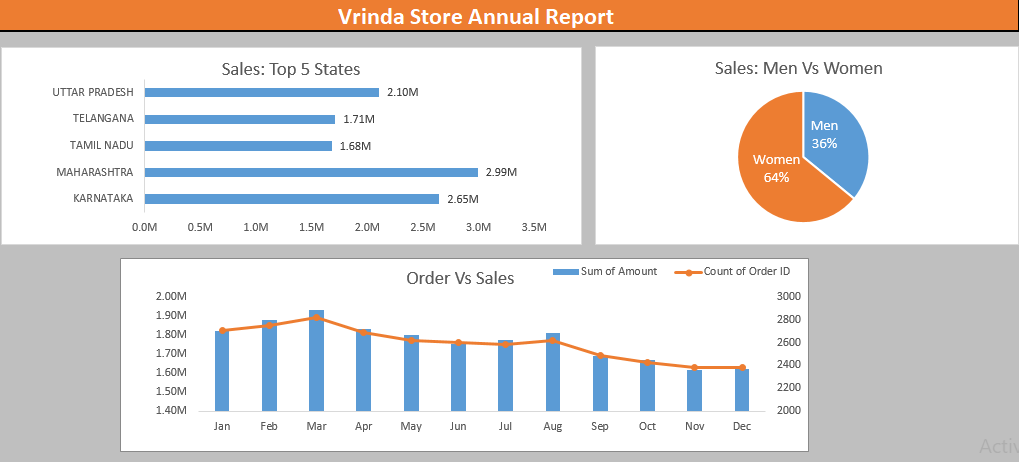 Vrinda Store Annual Report
Sales: Top 5 States
UTTAR PRADESH 2.10M
TELANGANA 1.71M
TAMIL NADU 1.68M
MAHARASHTRA 2.99M
KARNATAKA 2.65M
0.0M 0.5M 1.0M 1.5M 2.0M 2.5M 3.0M 3.5M
Sales: Men Vs Women
Men
36%
Women
64%
Order Vs Sales
Sum of Amount Count of Order ID
2.00M 3000
1.90M 2800
1.80M 2600
1.70M 2400
1.60M 2200
1.50M 2000
1.40M
Jan Feb Mar Apr May Jun Jul Aug Sep Oct Nov Dec
Activ